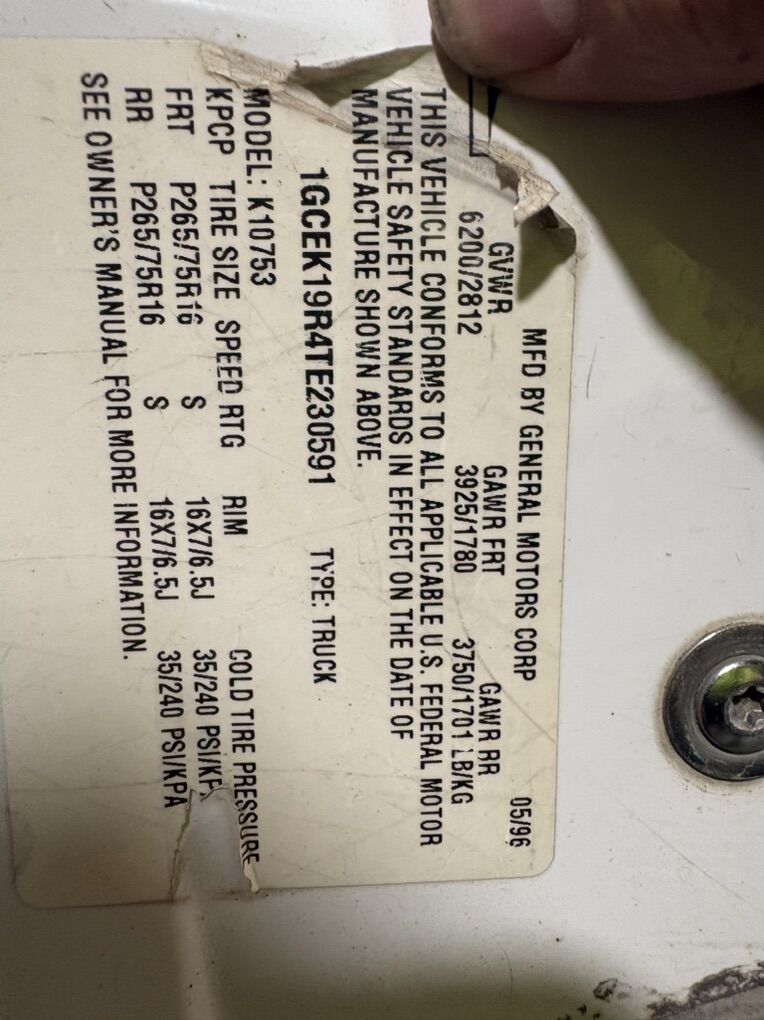 MFD BY GENERAL MOTORS CORP 05/96
GVWR GAWR FRT GAWR RR
6200/2812 3925/1780 3750/1701 LB/KG
THIS VEHICLE CONFORMS TO ALL APPLICABLE U.S. FEDERAL MOTOR
VEHICLE SAFETY STANDARDS IN EFFECT ON THE DATE OF
MANUFACTURE SHOWN ABOVE.
1GCEK19R4TE230591 TYPE: TRUCK
MODEL: K10753
KPCP TIRE SIZE SPEED RTG RIM COLD TIRE PRESSURE
FRT P265/75R16 S 16X7/6.5J 35/240 PSI/KP
RR P265/75R16 S 16X7/6.5J 35/240 PSI/KPA
SEE OWNER'S MANUAL FOR MORE INFORMATION.